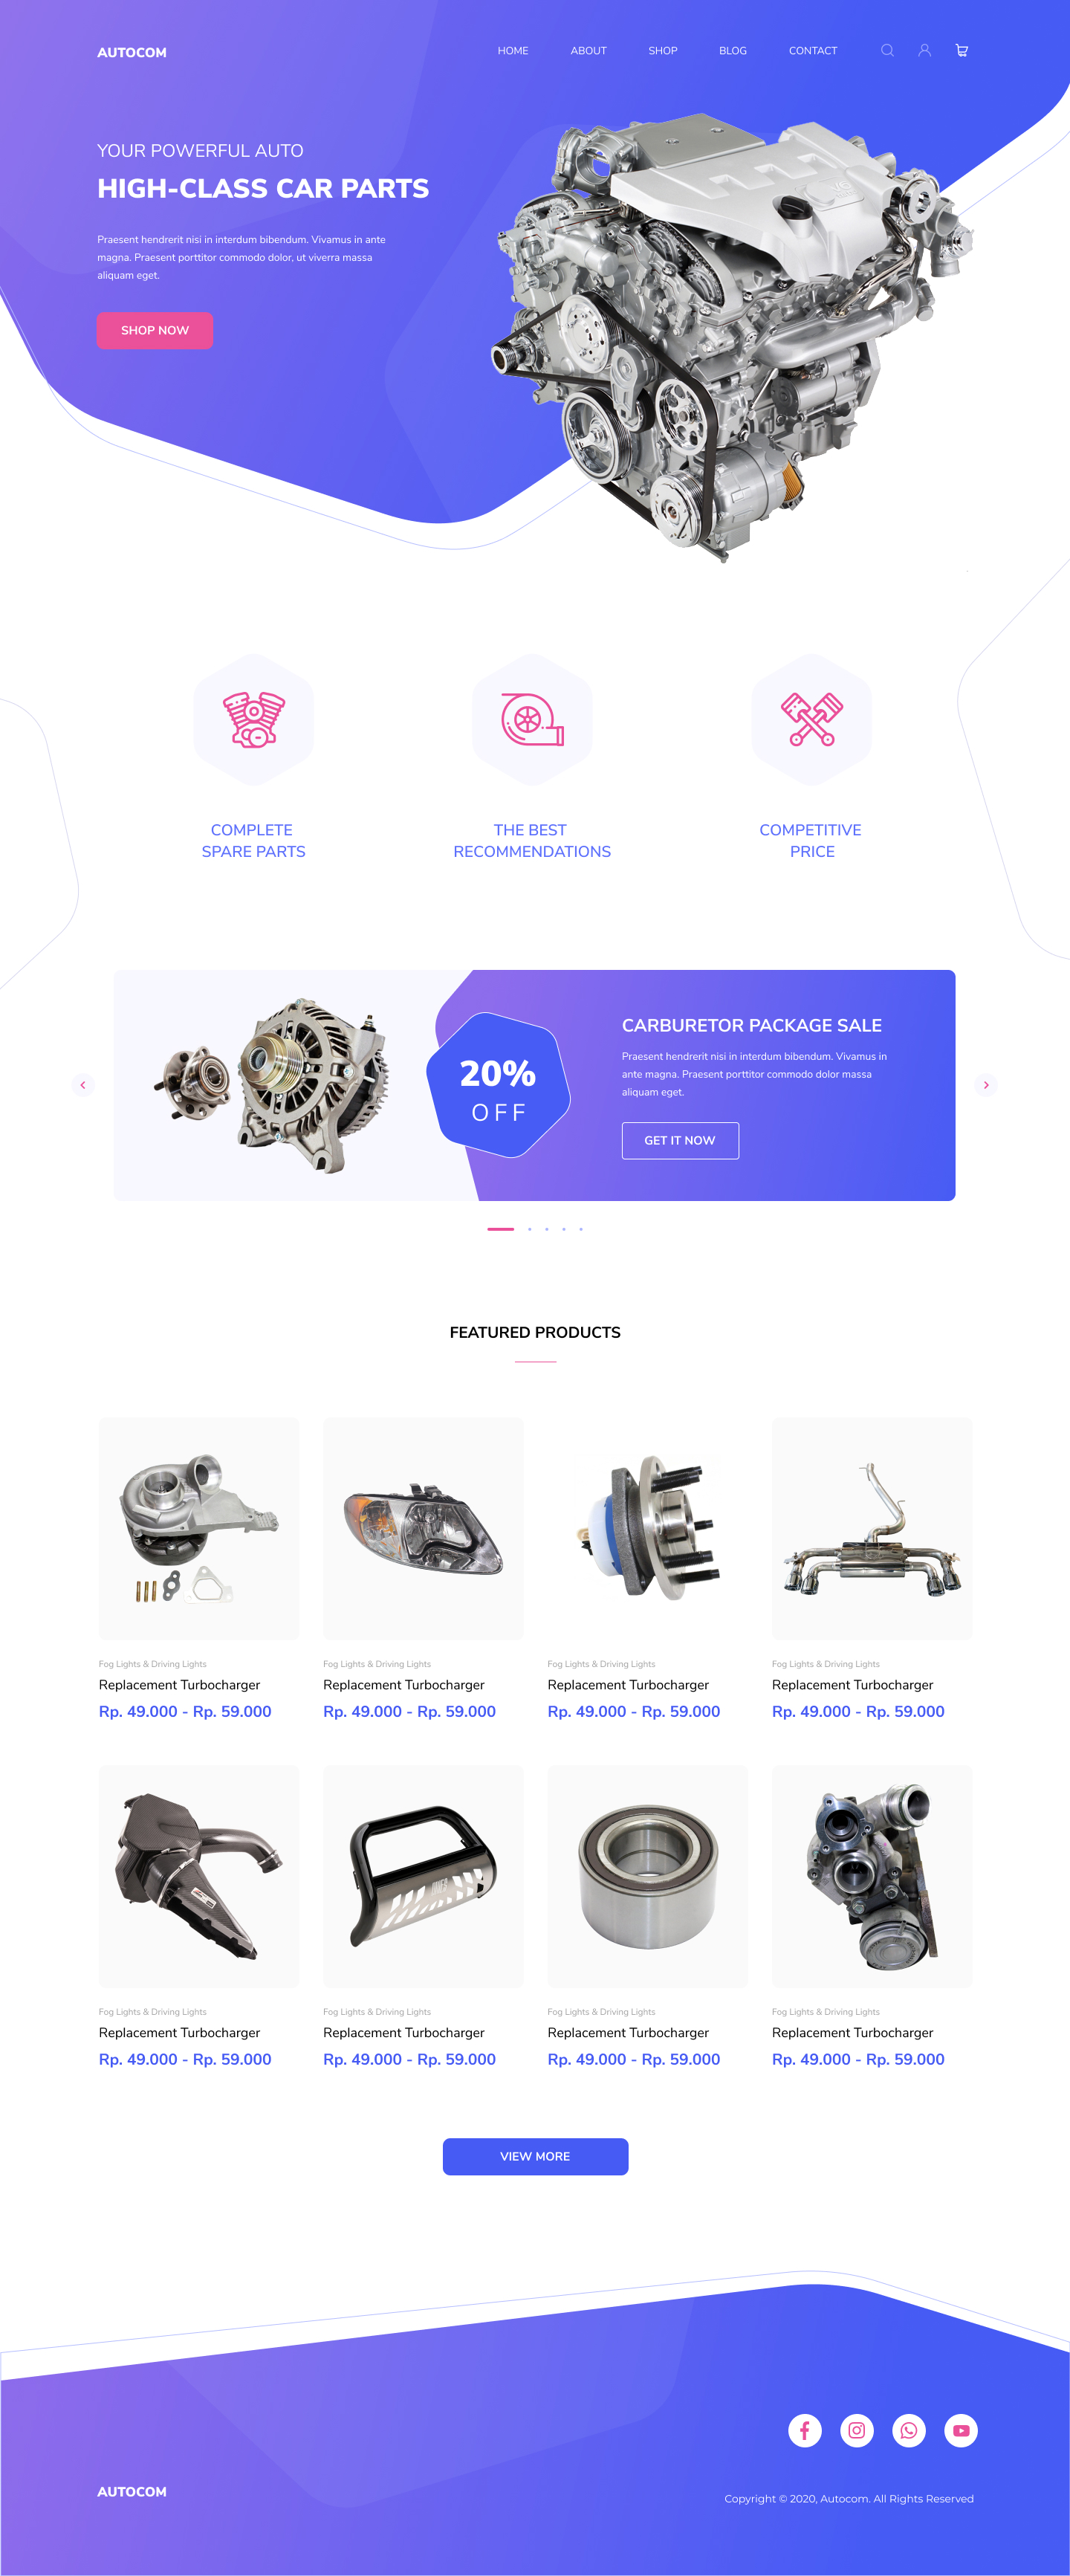 AUTOCOM
HOME ABOUT SHOP BLOG CONTACT
YOUR POWERFUL AUTO
HIGH-CLASS CAR PARTS
Praesent hendrerit nisi in interdum bibendum. Vivamus in ante
magna. Praesent porttitor commodo dolor, ut viverra massa
aliquam eget.
SHOP NOW
V6
COMPLETE
SPARE PARTS
THE BEST
RECOMMENDATIONS
COMPETITIVE
PRICE
20%
OFF
CARBURETOR PACKAGE SALE
Praesent hendrerit nisi in interdum bibendum. Vivamus in
ante magna. Praesent porttitor commodo dolor massa
aliquam eget.
GET IT NOW
FEATURED PRODUCTS
Fog Lights & Driving Lights
Replacement Turbocharger
Rp. 49.000 - Rp. 59.000
Fog Lights & Driving Lights
Replacement Turbocharger
Rp. 49.000 - Rp. 59.000
Fog Lights & Driving Lights
Replacement Turbocharger
Rp. 49.000 - Rp. 59.000
Fog Lights & Driving Lights
Replacement Turbocharger
Rp. 49.000 - Rp. 59.000
Fog Lights & Driving Lights
Replacement Turbocharger
Rp. 49.000 - Rp. 59.000
Fog Lights & Driving Lights
Replacement Turbocharger
Rp. 49.000 - Rp. 59.000
Fog Lights & Driving Lights
Replacement Turbocharger
Rp. 49.000 - Rp. 59.000
Fog Lights & Driving Lights
Replacement Turbocharger
Rp. 49.000 - Rp. 59.000
VIEW MORE
AUTOCOM
Copyright © 2020, Autocom. All Rights Reserved